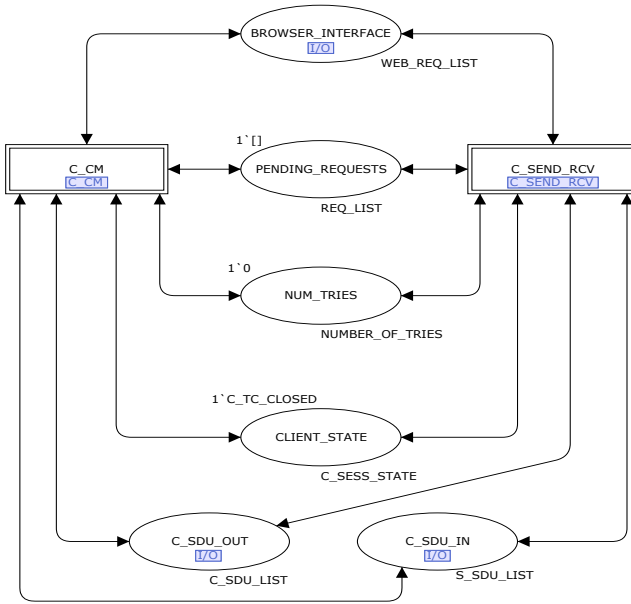 BROWSER_INTERFACE
I/O
WEB_REQ_LIST
1`[]
C_CM
C_CM
PENDING_REQUESTS
C_SEND_RCV
C_SEND_RCV
REQ_LIST
1`0
NUM_TRIES
NUMBER_OF_TRIES
1`C_TC_CLOSED
CLIENT_STATE
C_SESS_STATE
C_SDU_OUT
I/O
C_SDU_LIST
C_SDU_IN
I/O
S_SDU_LIST